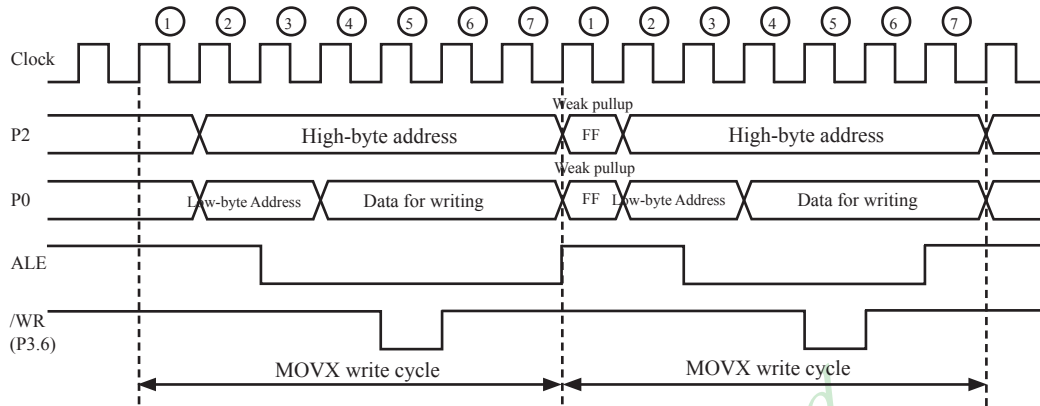 1 2 3 4 5 6 7 1 2 3 4 5 6 7
Clock
Weak pullup
P2 High-byte address FF High-byte address
Weak pullup
P0 Low-byte Address Data for writing FF Low-byte Address Data for writing
ALE
/WR
(P3.6)
MOVX write cycle MOVX write cycle